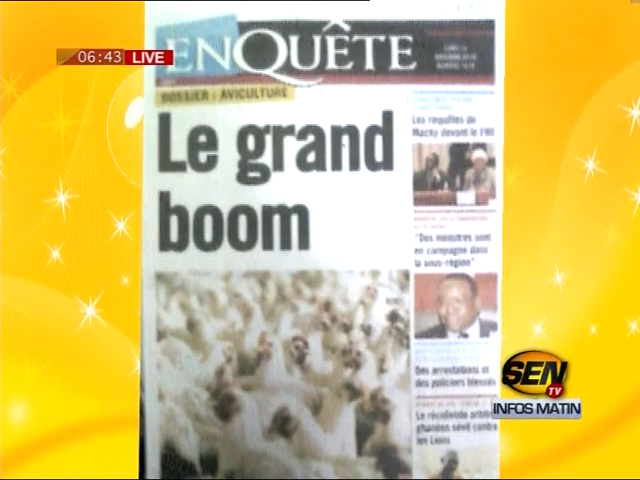 06:43 LIVE
ENQUÊTE
DOSSIER : AVICULTURE
Le grand
boom
Les requêtes de
Macky devant le FMI
"Des ministres sont
en campagne dans
la sous-région"
Des arrestations et
des policiers blessés
Le récidiviste arbitre
ghanéen sévit contre
les Lions
SEN
TV
INFOS MATIN